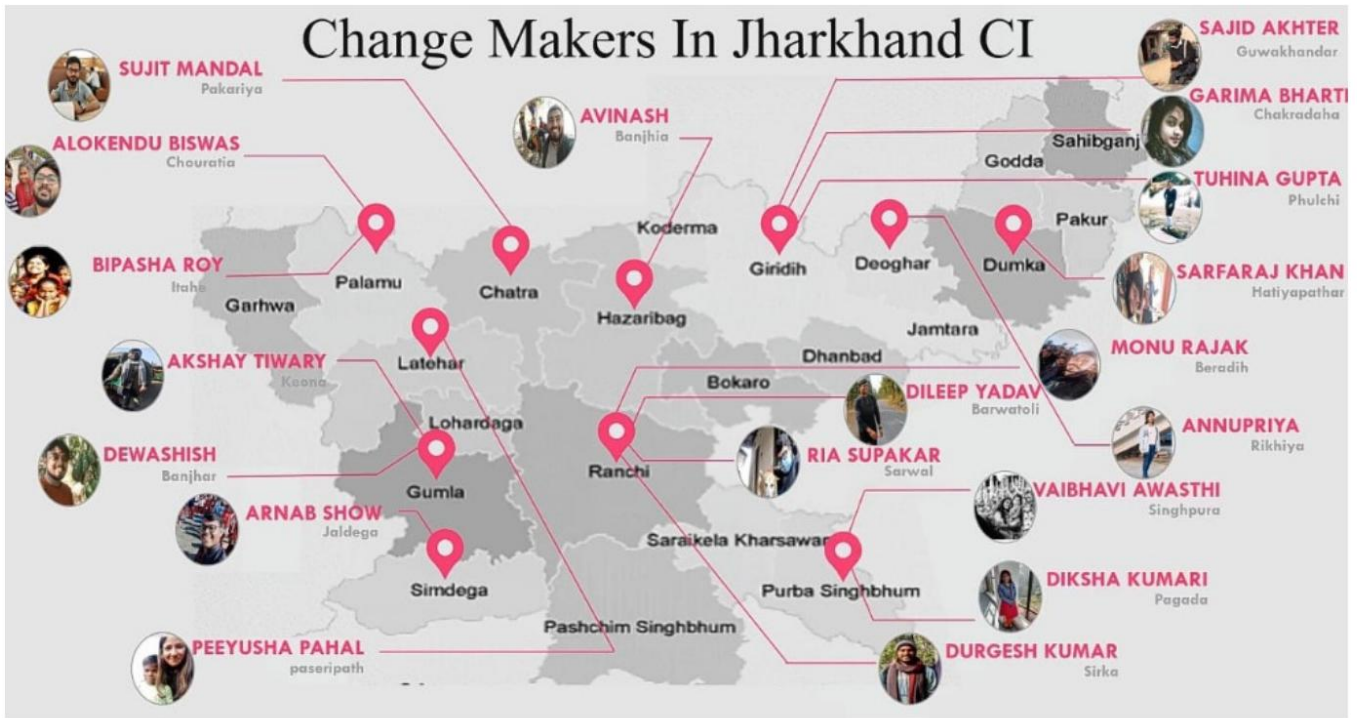 Change Makers In Jharkhand CI
SUJIT MANDAL
Pakariya
ALOKENDU BISWAS
Chouratia
BIPASHA ROY
Itahe
AKSHAY TIWARY
Koona
DEWASHISH
Banjhar
ARNAB SHOW
Jaldega
PEEYUSHA PAHAL
paseripath
AVINASH
Banjhia
SAJID AKHTER
Guwakhandar
GARIMA BHARTI
Chakradaha
TUHINA GUPTA
Phulchi
SARFARAJ KHAN
Hatiyapathar
MONU RAJAK
Beradih
DILEEP YADAV
Barwatoli
ANNUPRIYA
Rikhiya
RIA SUPAKAR
Sarwal
VAIBHAVI AWASTHI
Singhpura
DIKSHA KUMARI
Pagada
DURGESH KUMAR
Sirka
Sahibganj
Godda
Pakur
Koderma
Giridih
Deoghar
Dumka
Palamu
Chatra
Garhwa
Hazaribag
Jamtara
Latehar
Dhanbad
Bokaro
Lohardaga
Ranchi
Gumla
Saraikela Kharsawan
Simdega
Purba Singhbhum
Pashchim Singhbhum